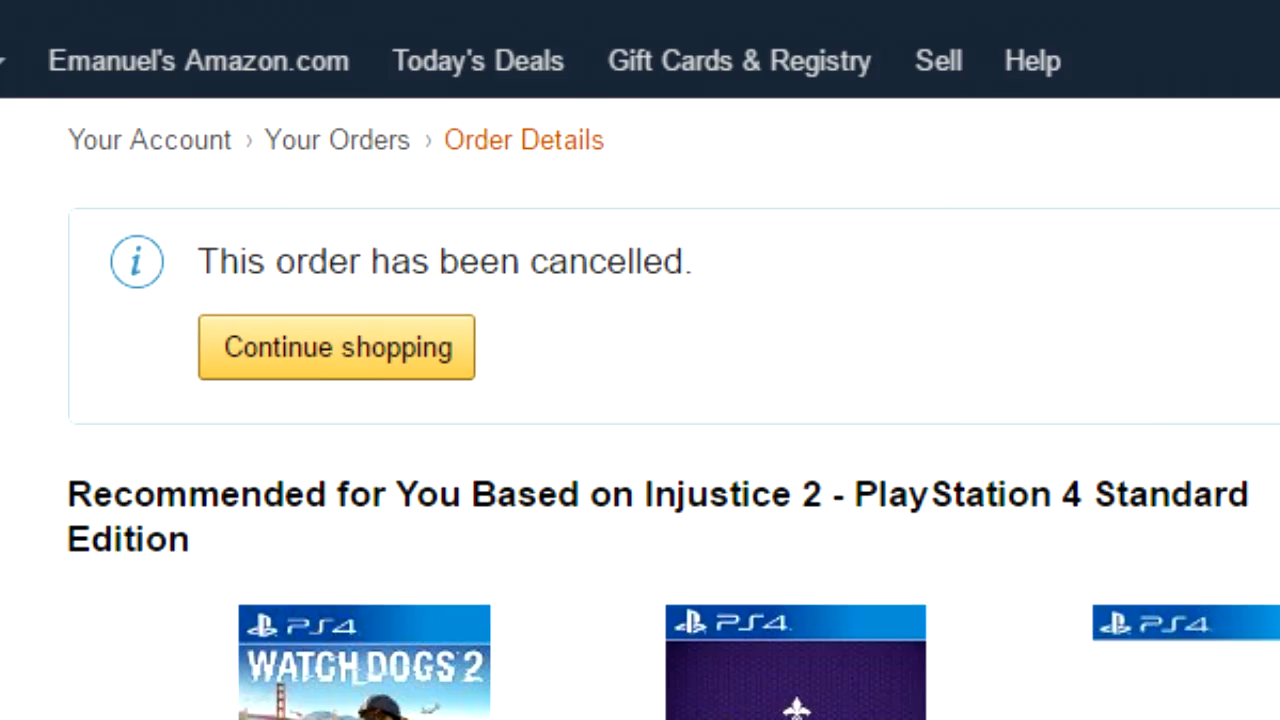 Emanuel's Amazon.com Today's Deals Gift Cards & Registry Sell Help
Your Account › Your Orders › Order Details
i This order has been cancelled.
Continue shopping
Recommended for You Based on Injustice 2 - PlayStation 4 Standard
Edition
PS4 PS4 PS4
WATCH DOGS 2